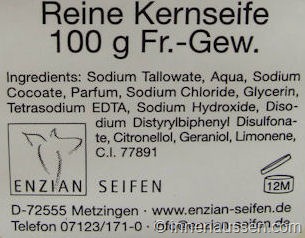 Reine Kernseife
100 g Fr.-Gew.
Ingredients: Sodium Tallowate, Aqua, Sodium
Cocoate, Parfum, Sodium Chloride, Glycerin,
Tetrasodium EDTA, Sodium Hydroxide, Diso-
dium Distyrylbiphenyl Disulfona-
te, Citronellol, Geraniol, Limonene,
C.I. 77891
12M
ENZIAN SEIFEN
D-72555 Metzingen · www.enzian-seifen.de
Telefon 07123/171-0